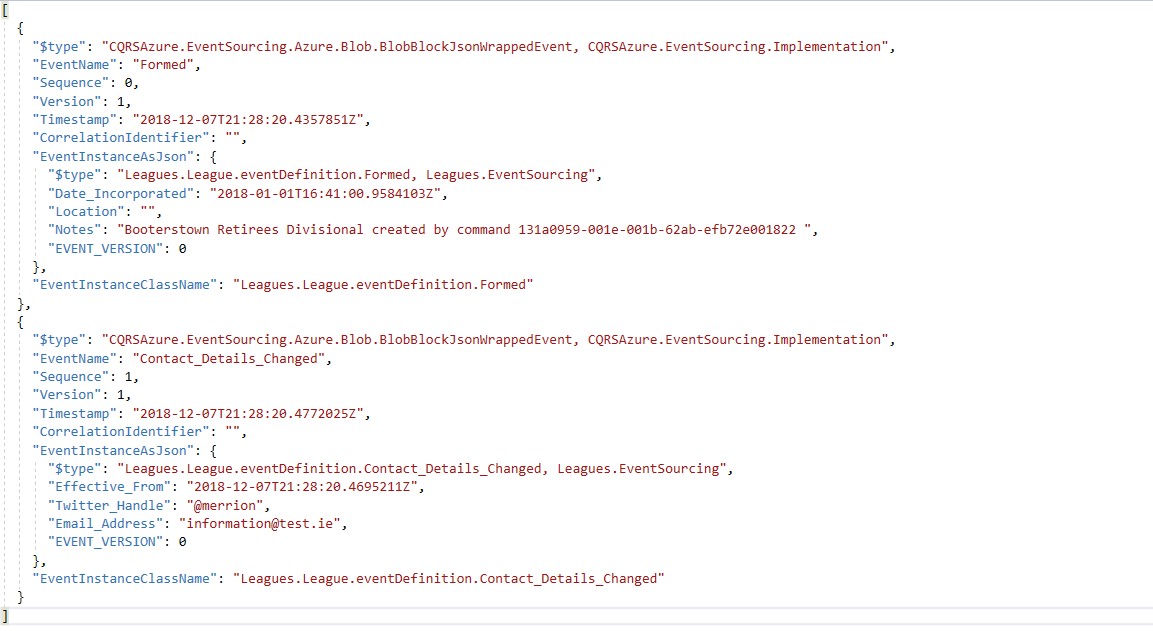 [
{
"$type": "CQRSAzure.EventSourcing.Azure.Blob.BlobBlockJsonWrappedEvent, CQRSAzure.EventSourcing.Implementation",
"EventName": "Formed",
"Sequence": 0,
"Version": 1,
"Timestamp": "2018-12-07T21:28:20.4357851Z",
"CorrelationIdentifier": "",
"EventInstanceAsJson": {
"$type": "Leagues.League.eventDefinition.Formed, Leagues.EventSourcing",
"Date_Incorporated": "2018-01-01T16:41:00.9584103Z",
"Location": "",
"Notes": "Booterstown Retirees Divisional created by command 131a0959-001e-001b-62ab-efb72e001822 ",
"EVENT_VERSION": 0
},
"EventInstanceClassName": "Leagues.League.eventDefinition.Formed"
},
{
"$type": "CQRSAzure.EventSourcing.Azure.Blob.BlobBlockJsonWrappedEvent, CQRSAzure.EventSourcing.Implementation",
"EventName": "Contact_Details_Changed",
"Sequence": 1,
"Version": 1,
"Timestamp": "2018-12-07T21:28:20.4772025Z",
"CorrelationIdentifier": "",
"EventInstanceAsJson": {
"$type": "Leagues.League.eventDefinition.Contact_Details_Changed, Leagues.EventSourcing",
"Effective_From": "2018-12-07T21:28:20.4695211Z",
"Twitter_Handle": "@merrion",
"Email_Address": "information@test.ie",
"EVENT_VERSION": 0
},
"EventInstanceClassName": "Leagues.League.eventDefinition.Contact_Details_Changed"
}
]